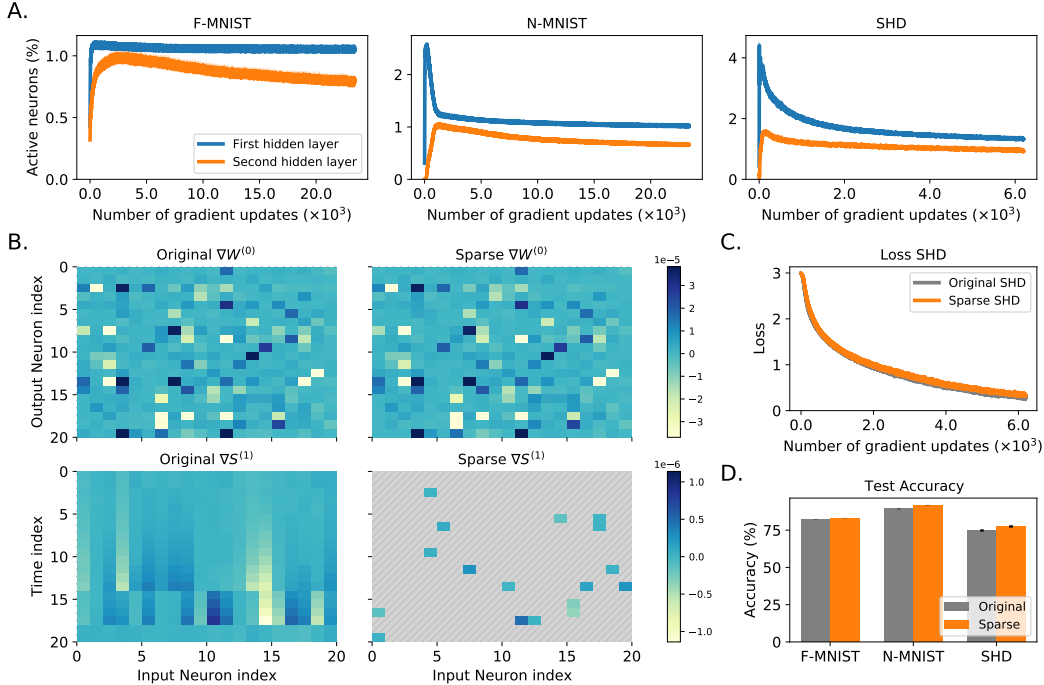 A.
F-MNIST
N-MNIST
SHD
Active neurons (%)
1.0
0.5
0.0
2
1
0
4
2
0
First hidden layer
Second hidden layer
0.0 5.0 10.0 15.0 20.0
0.0 5.0 10.0 15.0 20.0
0.0 2.0 4.0 6.0
Number of gradient updates (×10³)
Number of gradient updates (×10³)
Number of gradient updates (×10³)
B.
Original ∇W⁽⁰⁾
Sparse ∇W⁽⁰⁾
Output Neuron index
0
5
10
15
20
1e−5
3
2
1
0
−1
−2
−3
Original ∇S⁽¹⁾
Sparse ∇S⁽¹⁾
Time index
0
5
10
15
20
0 5 10 15 20
0 5 10 15 20
Input Neuron index
Input Neuron index
1e−6
1.0
0.5
0.0
−0.5
−1.0
C.
Loss SHD
Loss
3
2
1
0
Original SHD
Sparse SHD
0.0 2.0 4.0 6.0
Number of gradient updates (×10³)
D.
Test Accuracy
Accuracy (%)
75
50
25
0
Original
Sparse
F-MNIST N-MNIST SHD